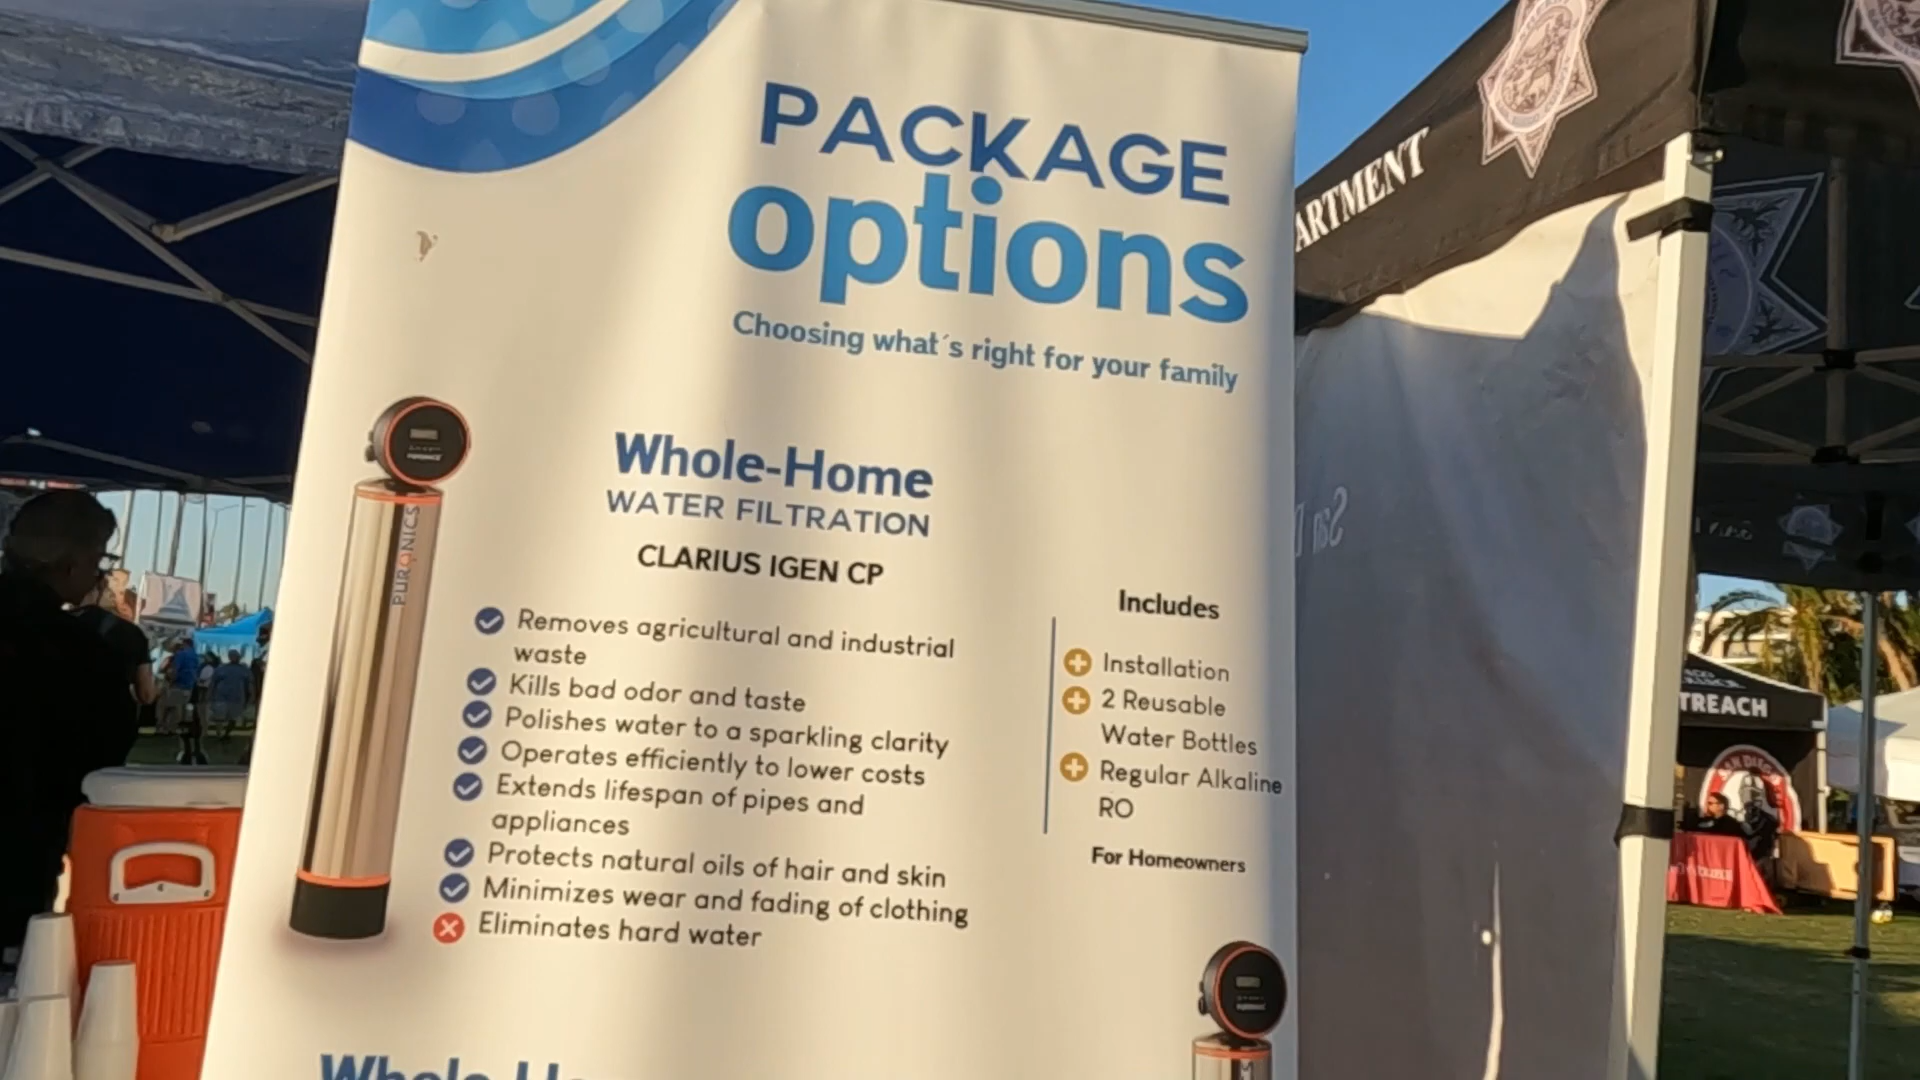 PACKAGE
options
Choosing what´s right for your family
Whole-Home
WATER FILTRATION
CLARIUS IGEN CP
PURONICS
Removes agricultural and industrial
waste
Kills bad odor and taste
Polishes water to a sparkling clarity
Operates efficiently to lower costs
Extends lifespan of pipes and
appliances
Protects natural oils of hair and skin
Minimizes wear and fading of clothing
Eliminates hard water
Includes
Installation
2 Reusable
Water Bottles
Regular Alkaline
RO
For Homeowners
ARTMENT
TREACH
SAN DIEGO